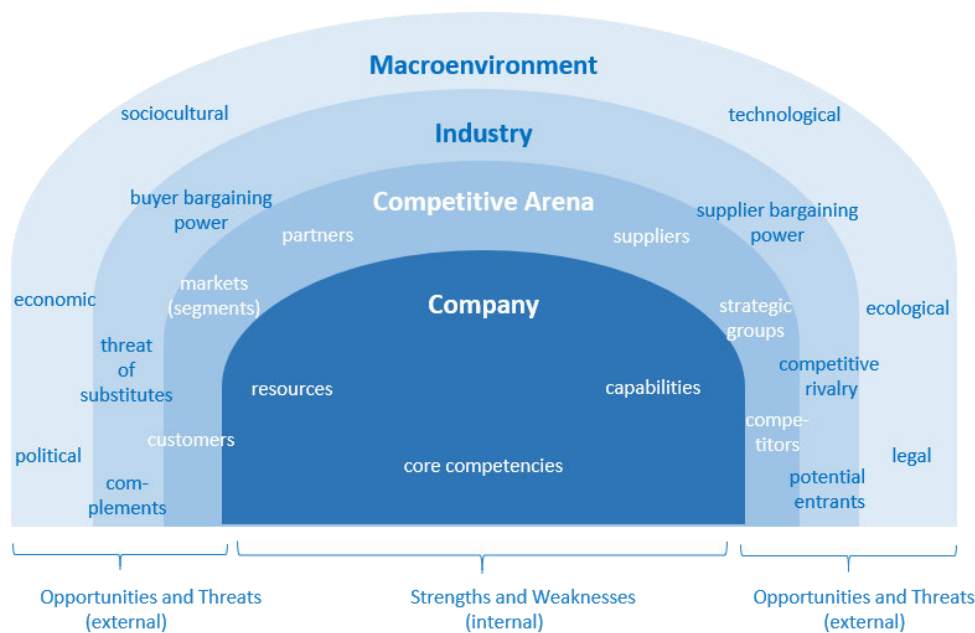 Macroenvironment
sociocultural
technological
Industry
buyer bargaining
power
supplier bargaining
power
Competitive Arena
partners
suppliers
markets
(segments)
strategic
groups
economic
ecological
Company
threat
of
substitutes
competitive
rivalry
resources
capabilities
customers
compe-
titors
political
legal
core competencies
com-
plements
potential
entrants
Opportunities and Threats
(external)
Strengths and Weaknesses
(internal)
Opportunities and Threats
(external)